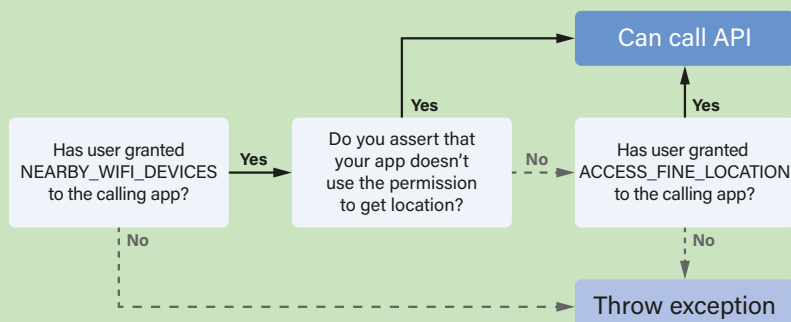 Can call API
Yes
Yes
Has user granted
NEARBY_WIFI_DEVICES
to the calling app?
Yes
Do you assert that
your app doesn't
use the permission
to get location?
No
Has user granted
ACCESS_FINE_LOCATION
to the calling app?
No
No
Throw exception